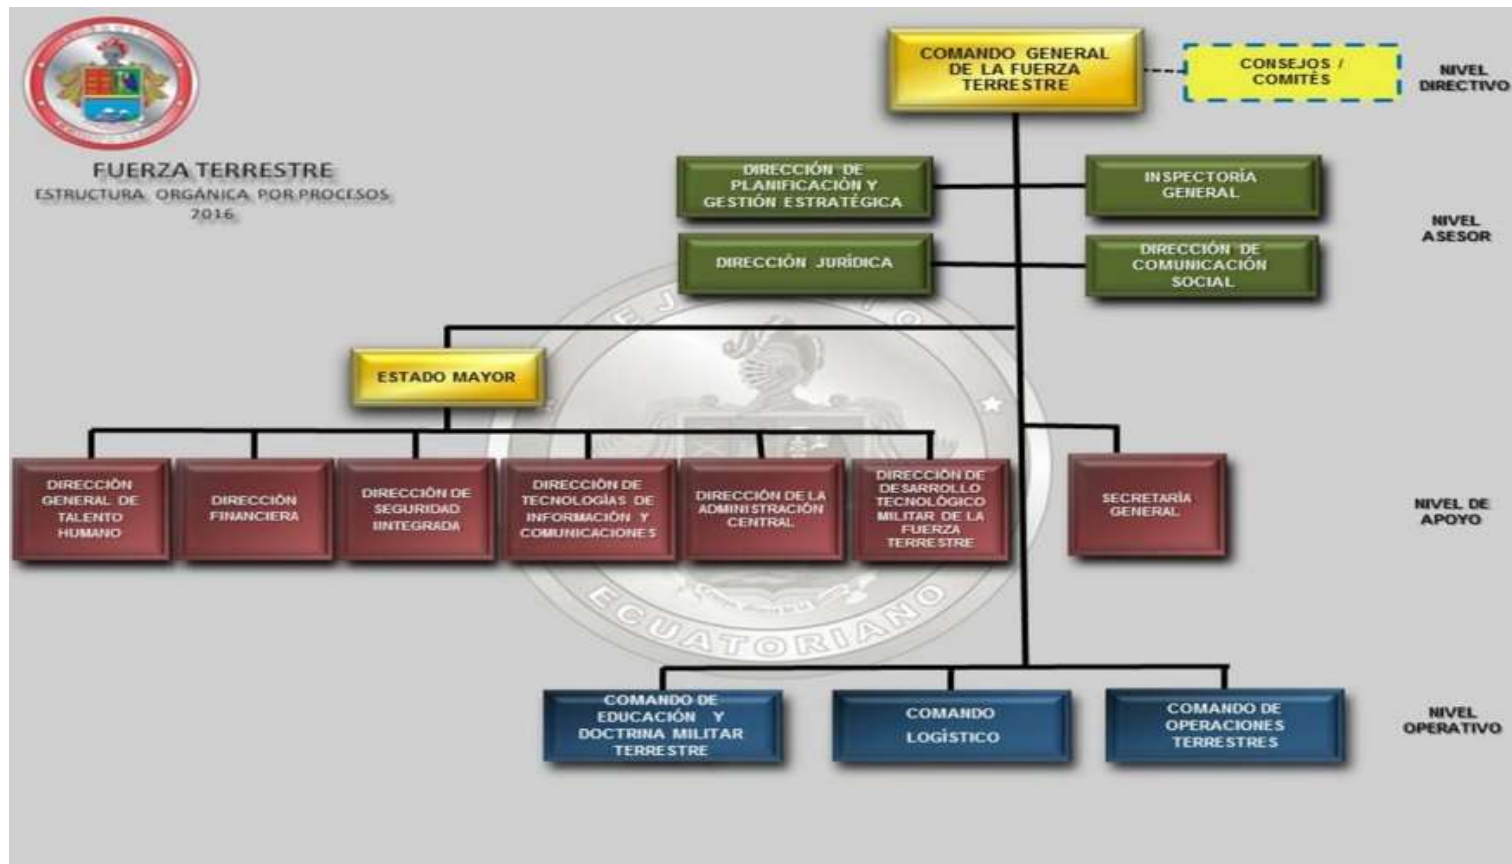 COMANDO GENERAL
DE LA FUERZA
TERRESTRE
CONSEJOS /
COMITÉS
NIVEL
DIRECTIVO
FUERZA TERRESTRE
ESTRUCTURA ORGÁNICA POR PROCESOS
2016
DIRECCIÓN DE
PLANIFICACIÓN Y
GESTIÓN ESTRATÉGICA
INSPECTORÍA
GENERAL
NIVEL
ASESOR
DIRECCIÓN JURÍDICA
DIRECCIÓN DE
COMUNICACIÓN
SOCIAL
ESTADO MAYOR
DIRECCIÓN
GENERAL DE
TALENTO
HUMANO
DIRECCIÓN
FINANCIERA
DIRECCIÓN DE
SEGURIDAD
IINTEGRADA
DIRECCIÓN DE
TECNOLOGÍAS DE
INFORMACIÓN Y
COMUNICACIONES
DIRECCIÓN DE LA
ADMINISTRACIÓN
CENTRAL
DIRECCIÓN DE
DESARROLLO
TECNOLÓGICO
MILITAR DE LA
FUERZA
TERRESTRE
SECRETARÍA
GENERAL
NIVEL DE
APOYO
ECUATORIANO
COMANDO DE
EDUCACIÓN Y
DOCTRINA MILITAR
TERRESTRE
COMANDO
LOGÍSTICO
COMANDO DE
OPERACIONES
TERRESTRES
NIVEL
OPERATIVO